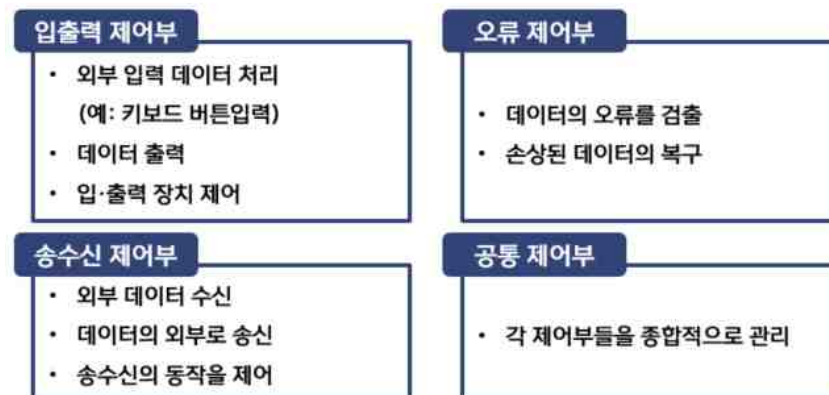 입출력 제어부
• 외부 입력 데이터 처리
(예: 키보드 버튼입력)
• 데이터 출력
• 입·출력 장치 제어
오류 제어부
• 데이터의 오류를 검출
• 손상된 데이터의 복구
송수신 제어부
• 외부 데이터 수신
• 데이터의 외부로 송신
• 송수신의 동작을 제어
공통 제어부
• 각 제어부들을 종합적으로 관리